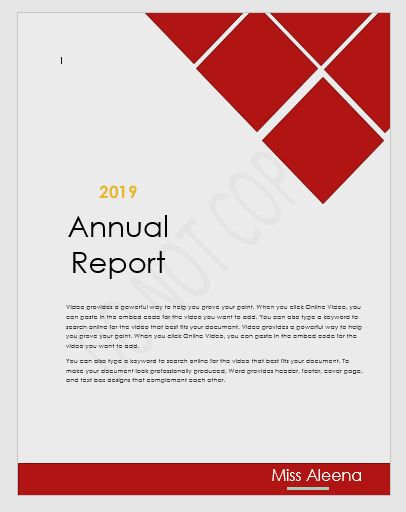 2019
Annual
Report
DO NOT COPY
Video provides a powerful way to help you prove your point. When you click Online Video, you
can paste in the embed code for the video you want to add. You can also type a keyword to
search online for the video that best fits your document. Video provides a powerful way to help
you prove your point. When you click Online Video, you can paste in the embed code for the
video you want to add.
You can also type a keyword to search online for the video that best fits your document. To
make your document look professionally produced, Word provides header, footer, cover page,
and text box designs that complement each other.
Miss Aleena